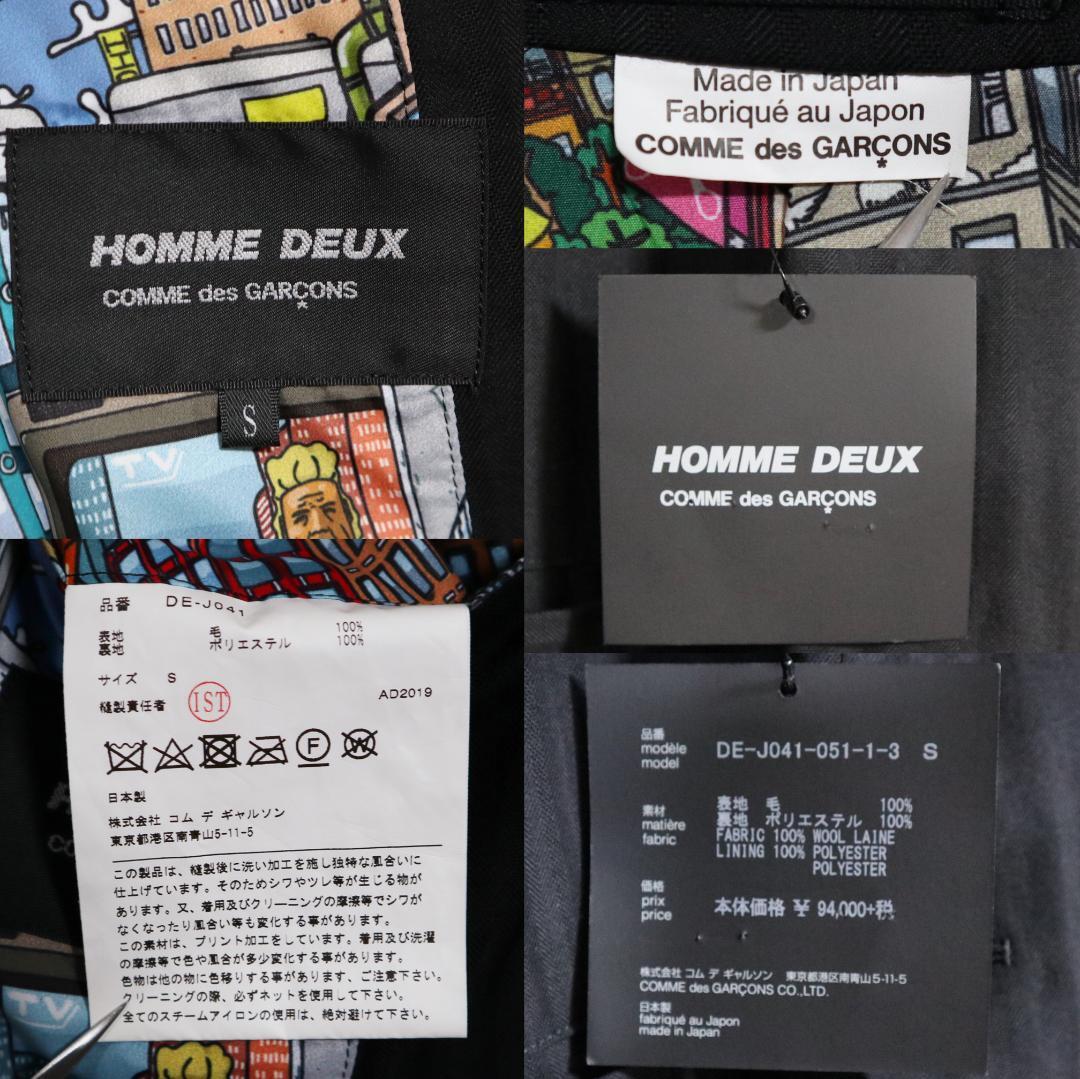 HOT
HOMME DEUX
COMME des GARÇONS
S
TV
Made in Japan
Fabriqué au Japon
COMME des GARÇONS
HOMME DEUX
COMME des GARÇONS
品番 DE-J041
表地 毛 100%
裏地 ポリエステル 100%
サイズ S
縫製責任者 IST AD2019
F
W
日本製
株式会社 コム デ ギャルソン
東京都港区南青山5-11-5
この製品は、縫製後に洗い加工を施し独特な風合いに
仕上げています。そのためシワやツレ等が生じる物が
あります。又、着用及びクリーニングの摩擦等でシワが
なくなったり風合い等も変化する事があります。
この素材は、プリント加工をしています。着用及び洗濯
の摩擦等で色や風合が多少変化する事があります。
色物は他の物に色移りする事があります、ご注意下さい。
クリーニングの際、必ずネットを使用して下さい。
全てのスチームアイロンの使用は、絶対避けて下さい。
TV
品番
modèle DE-J041-051-1-3 S
model
素材 表地 毛 100%
matière 裏地 ポリエステル 100%
fabric FABRIC 100% WOOL LAINE
LINING 100% POLYESTER
POLYESTER
価格
prix 本体価格 ¥ 94,000+税
price
株式会社 コム デ ギャルソン 東京都港区南青山5-11-5
COMME des GARÇONS CO.,LTD.
日本製
fabriqué au Japon
made in Japan